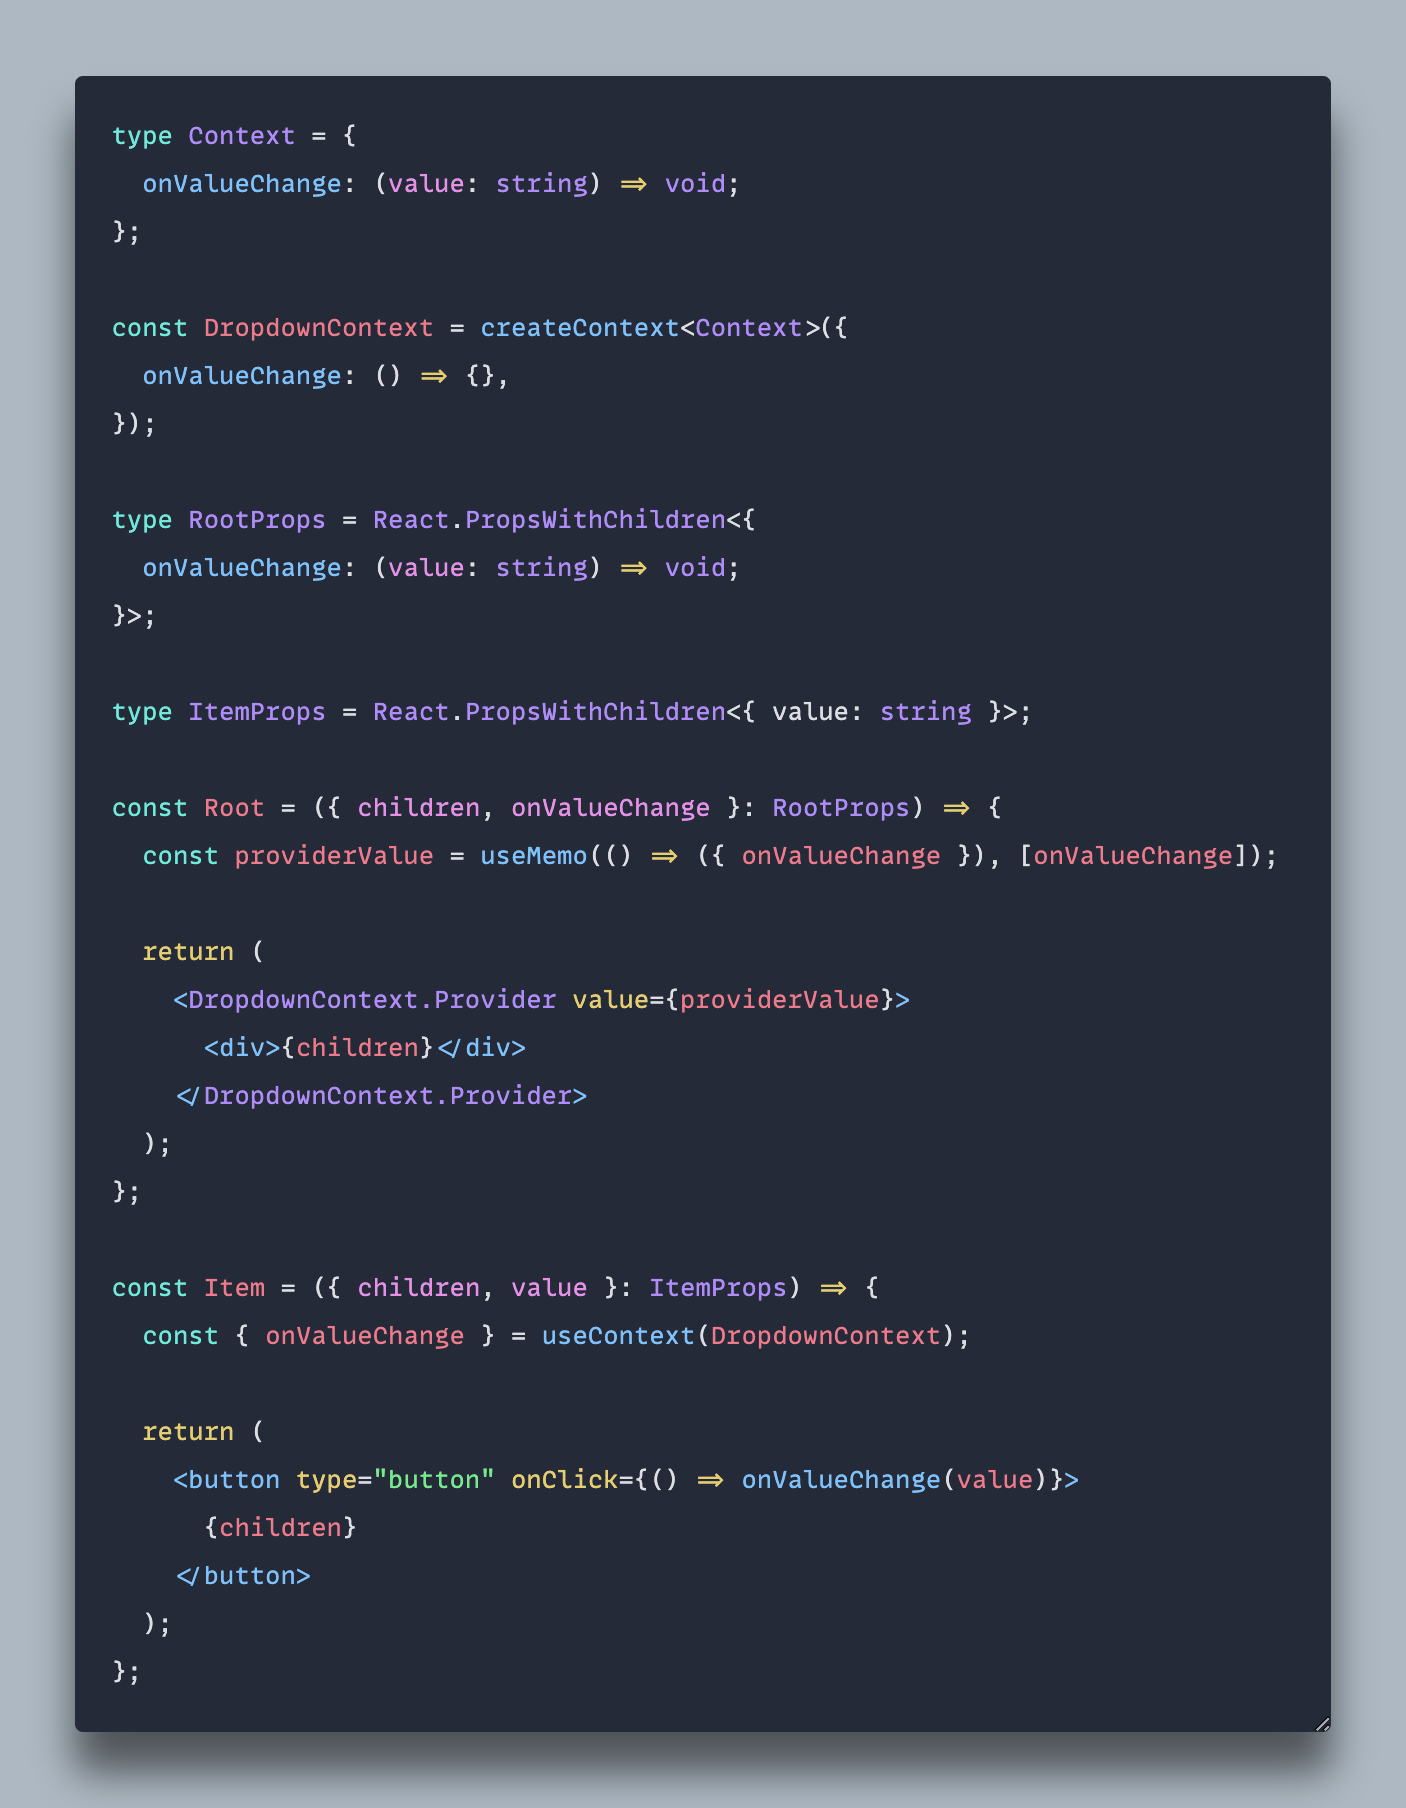 type Context = {
  onValueChange: (value: string) => void;
};

const DropdownContext = createContext<Context>({
  onValueChange: () => {},
});

type RootProps = React.PropsWithChildren<{
  onValueChange: (value: string) => void;
}>;

type ItemProps = React.PropsWithChildren<{ value: string }>;

const Root = ({ children, onValueChange }: RootProps) => {
  const providerValue = useMemo(() => ({ onValueChange }), [onValueChange]);

  return (
    <DropdownContext.Provider value={providerValue}>
      <div>{children}</div>
    </DropdownContext.Provider>
  );
};

const Item = ({ children, value }: ItemProps) => {
  const { onValueChange } = useContext(DropdownContext);

  return (
    <button type="button" onClick={() => onValueChange(value)}>
      {children}
    </button>
  );
};